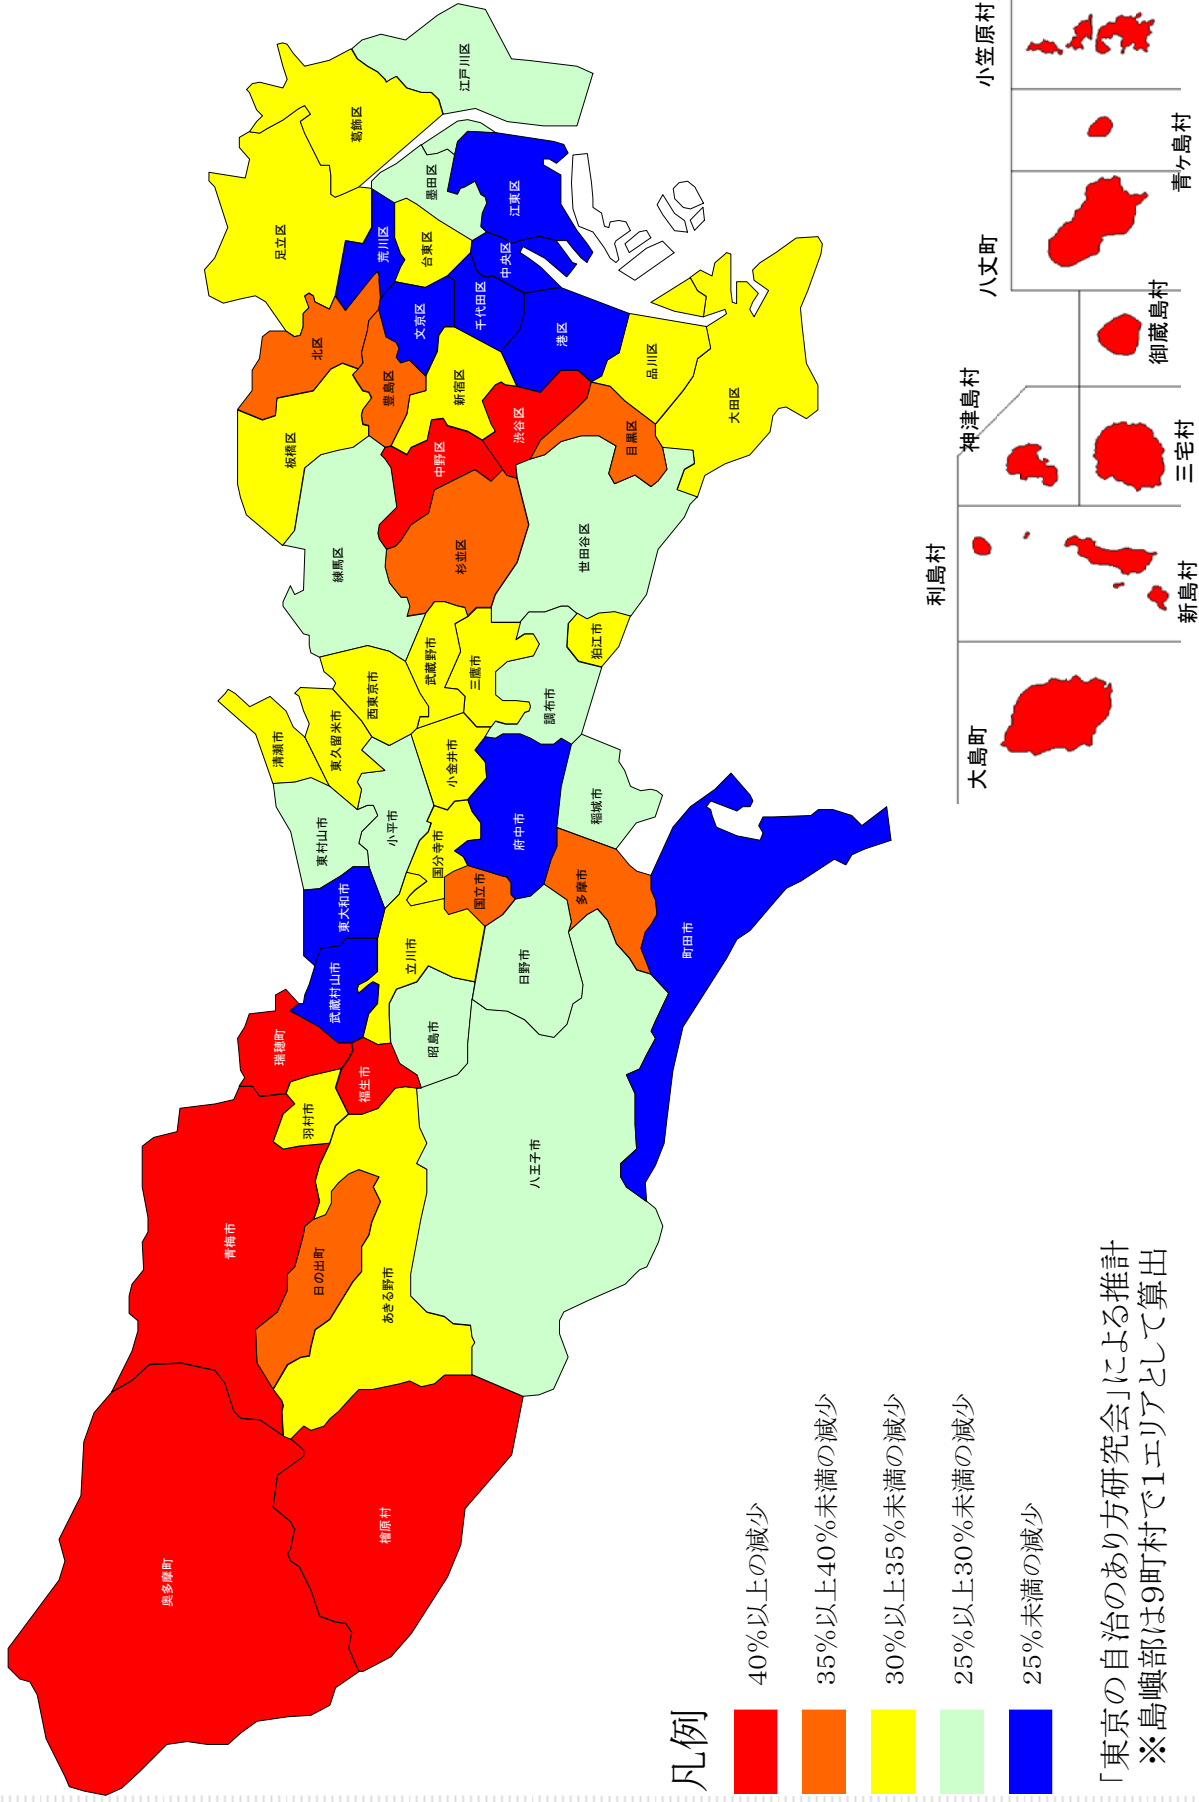 奥多摩町
檜原村
青梅市
日の出町
あきる野市
瑞穂町
羽村市
福生市
武蔵村山市
東大和市
立川市
昭島市
八王子市
日野市
町田市
多摩市
国立市
国分寺市
府中市
稲城市
東村山市
小平市
清瀬市
東久留米市
西東京市
小金井市
武蔵野市
三鷹市
調布市
狛江市
練馬区
杉並区
世田谷区
板橋区
中野区
豊島区
新宿区
渋谷区
目黒区
大田区
北区
文京区
千代田区
港区
品川区
足立区
荒川区
台東区
中央区
葛飾区
墨田区
江東区
江戸川区
大島町
利島村
新島村
神津島村
三宅村
御蔵島村
八丈町
青ヶ島村
小笠原村
凡例
40%以上の減少
35%以上40%未満の減少
30%以上35%未満の減少
25%以上30%未満の減少
25%未満の減少
「東京の自治のあり方研究会」による推計
※島嶼部は9町村で1エリアとして算出